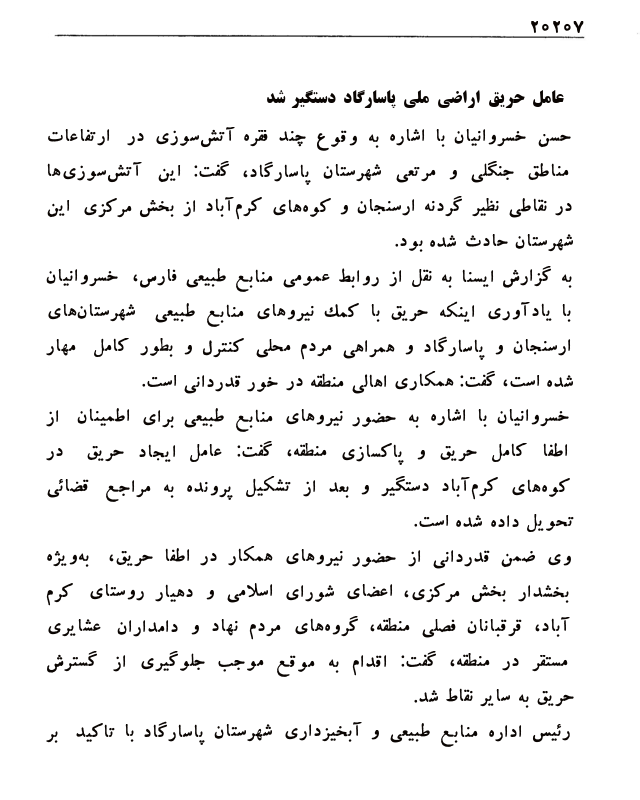 ۲۰۲۰۷
عامل حریق اراضی ملی پاسارگاد دستگیر شد
حسن خسروانیان با اشاره به وقوع چند فقره آتش‌سوزی در ارتفاعات
مناطق جنگلی و مرتعی شهرستان پاسارگاد، گفت: این آتش‌سوزی‌ها
در نقاطی نظیر گردنه ارسنجان و کوه‌های کرم‌آباد از بخش مرکزی این
شهرستان حادث شده بود.
به گزارش ایسنا به نقل از روابط عمومی منابع طبیعی فارس، خسروانیان
با یادآوری اینکه حریق با کمك نیروهای منابع طبیعی شهرستان‌های
ارسنجان و پاسارگاد و همراهی مردم محلی کنترل و بطور کامل مهار
شده است، گفت: همکاری اهالی منطقه در خور قدردانی است.
خسروانیان با اشاره به حضور نیروهای منابع طبیعی برای اطمینان از
اطفا کامل حریق و پاکسازی منطقه، گفت: عامل ایجاد حریق در
کوه‌های کرم‌آباد دستگیر و بعد از تشکیل پرونده به مراجع قضائی
تحویل داده شده است.
وی ضمن قدردانی از حضور نیروهای همکار در اطفا حریق، به‌ویژه
بخشدار بخش مرکزی، اعضای شورای اسلامی و دهیار روستای کرم
آباد، قرقبانان فصلی منطقه، گروه‌های مردم نهاد و دامداران عشایری
مستقر در منطقه، گفت: اقدام به موقع موجب جلوگیری از گسترش
حریق به سایر نقاط شد.
رئیس اداره منابع طبیعی و آبخیزداری شهرستان پاسارگاد با تاکید بر